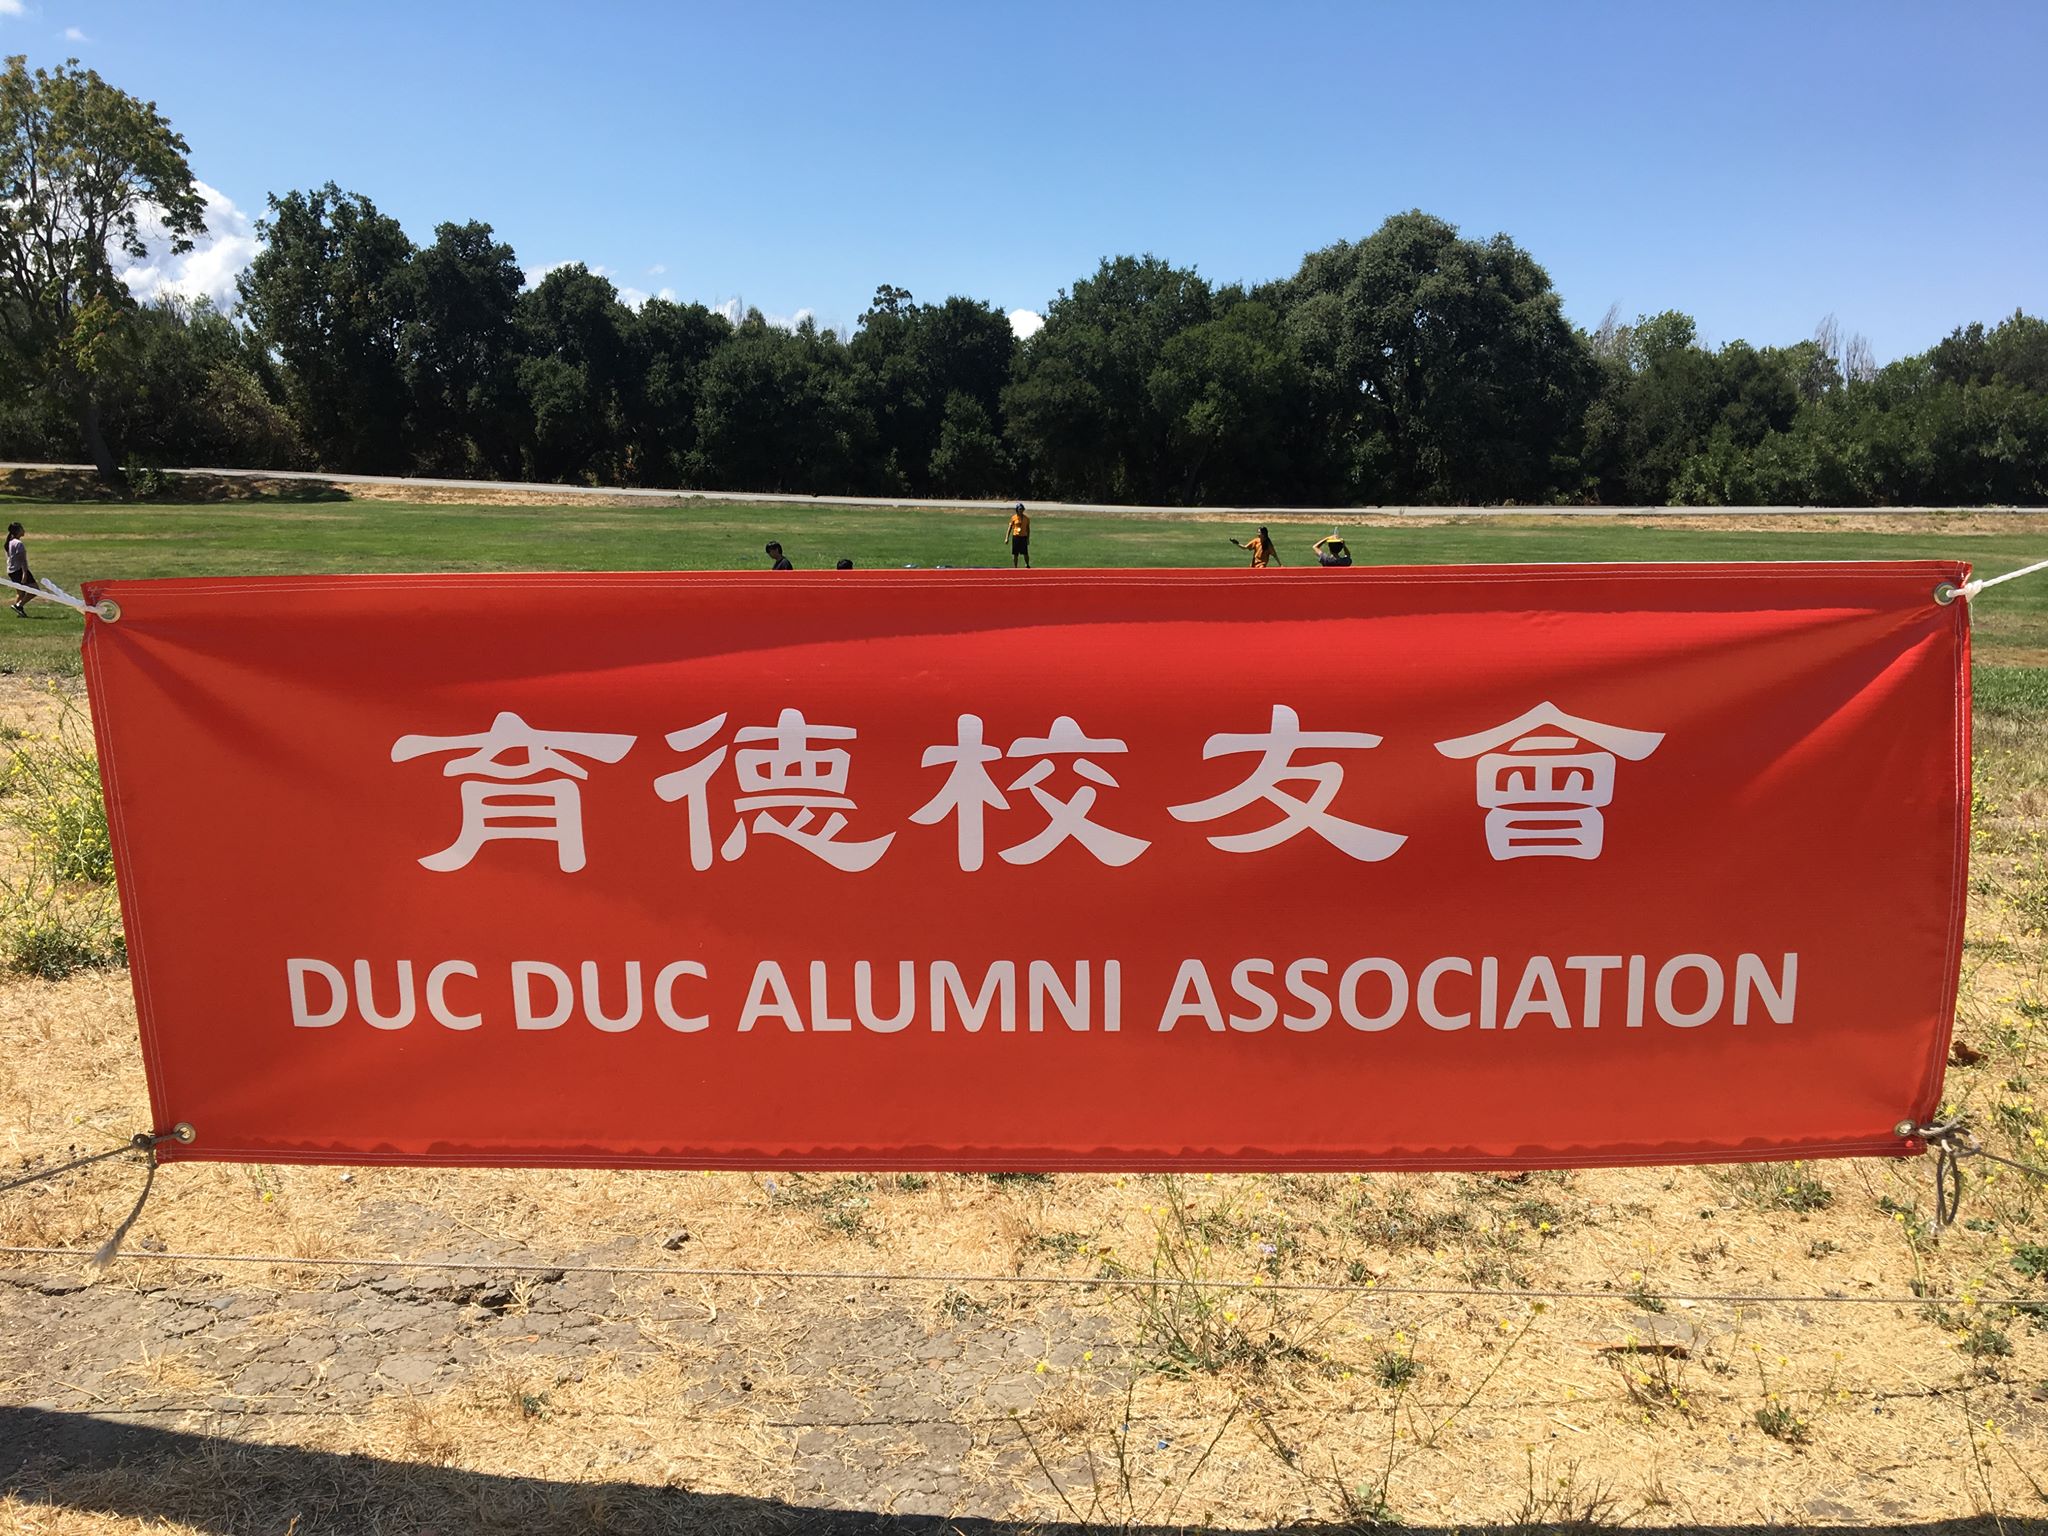 育德校友會
DUC DUC ALUMNI ASSOCIATION